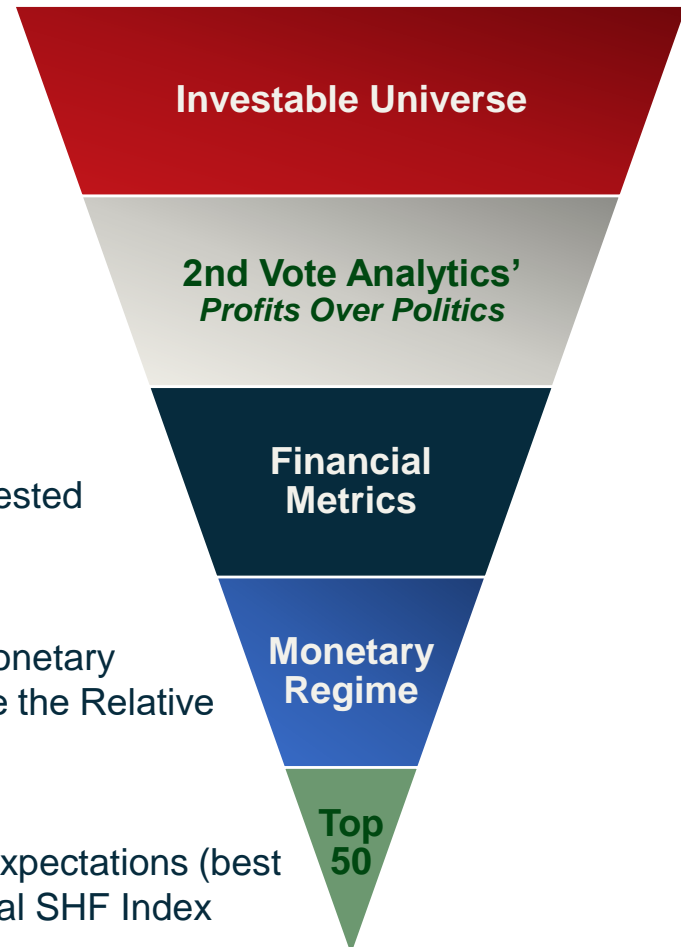 Investable Universe
2nd Vote Analytics’
Profits Over Politics
Financial
Metrics
ested
Monetary
Regime
onetary
e the Relative
Top
50
xpectations (best
al SHF Index